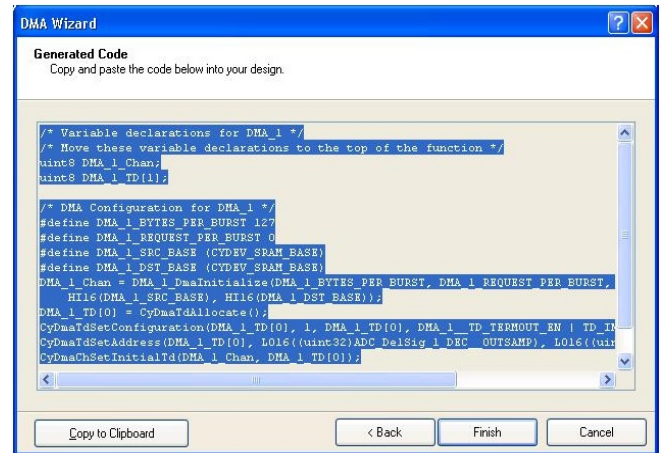 DMA Wizard
Generated Code
Copy and paste the code below into your design.
/* Variable declarations for DMA_1 */
/* Move these variable declarations to the top of the function */
uint8 DMA_1_Chan;
uint8 DMA_1_TD[1];
/* DMA Configuration for DMA_1 */
#define DMA_1_BYTES_PER_BURST 127
#define DMA_1_REQUEST_PER_BURST 0
#define DMA_1_SRC_BASE (CYDEV_SRAM_BASE)
#define DMA_1_DST_BASE (CYDEV_SRAM_BASE)
DMA_1_Chan = DMA_1_DmaInitialize(DMA_1_BYTES_PER_BURST, DMA_1_REQUEST_PER_BURST,
HI16(DMA_1_SRC_BASE), HI16(DMA_1_DST_BASE));
DMA_1_TD[0] = CyDmaTdAllocate();
CyDmaTdSetConfiguration(DMA_1_TD[0], 1, DMA_1_TD[0], DMA_1__TD_TERMOUT_EN | TD_IN
CyDmaTdSetAddress(DMA_1_TD[0], LO16((uint32)ADC_DelSig_1_DEC__OUTSAMP), LO16((uin
CyDmaChSetInitialTd(DMA_1_Chan, DMA_1_TD[0]);
Copy to Clipboard
< Back
Finish
Cancel